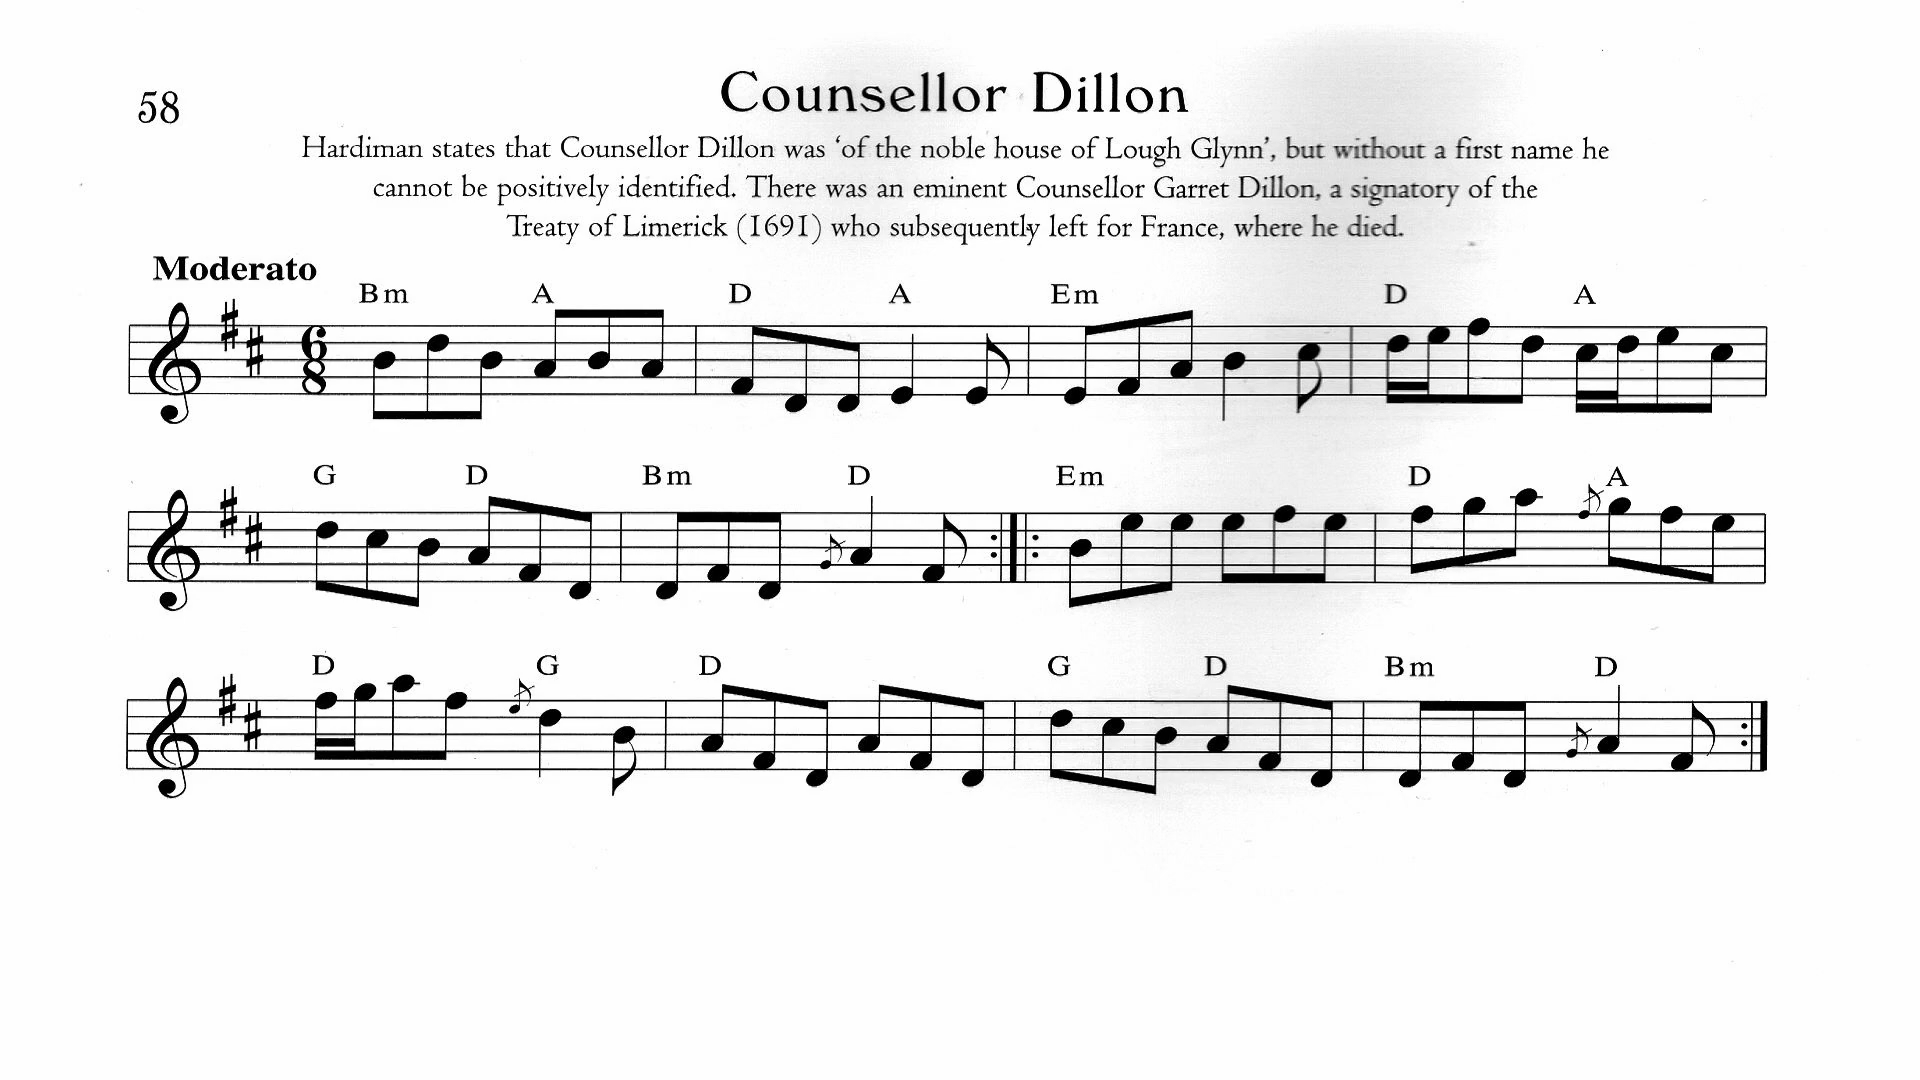 58
Counsellor Dillon
Hardiman states that Counsellor Dillon was ‘of the noble house of Lough Glynn’, but without a first name he
cannot be positively identified. There was an eminent Counsellor Garret Dillon, a signatory of the
Treaty of Limerick (1691) who subsequently left for France, where he died.
Moderato
Bm A D A Em D A
6
8
G D Bm D Em D A
D G D G D Bm D